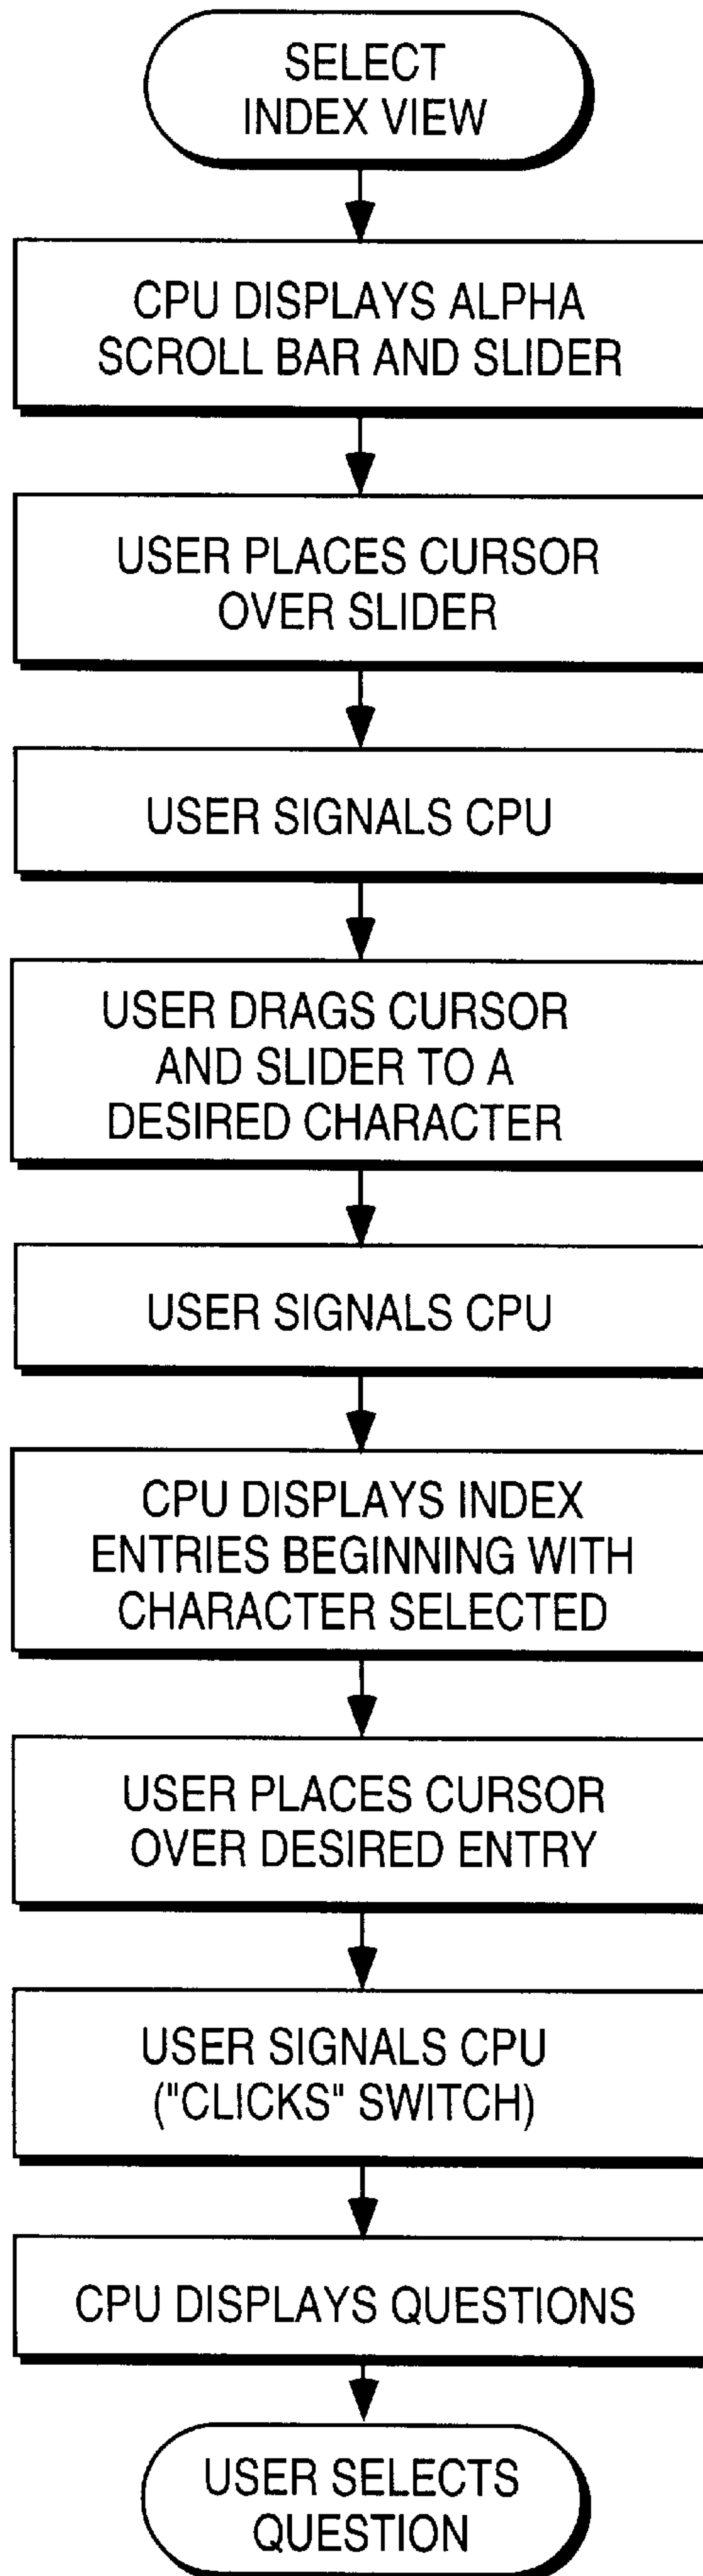 SELECT
INDEX VIEW
CPU DISPLAYS ALPHA
SCROLL BAR AND SLIDER
USER PLACES CURSOR
OVER SLIDER
USER SIGNALS CPU
USER DRAGS CURSOR
AND SLIDER TO A
DESIRED CHARACTER
USER SIGNALS CPU
CPU DISPLAYS INDEX
ENTRIES BEGINNING WITH
CHARACTER SELECTED
USER PLACES CURSOR
OVER DESIRED ENTRY
USER SIGNALS CPU
("CLICKS" SWITCH)
CPU DISPLAYS QUESTIONS
USER SELECTS
QUESTION